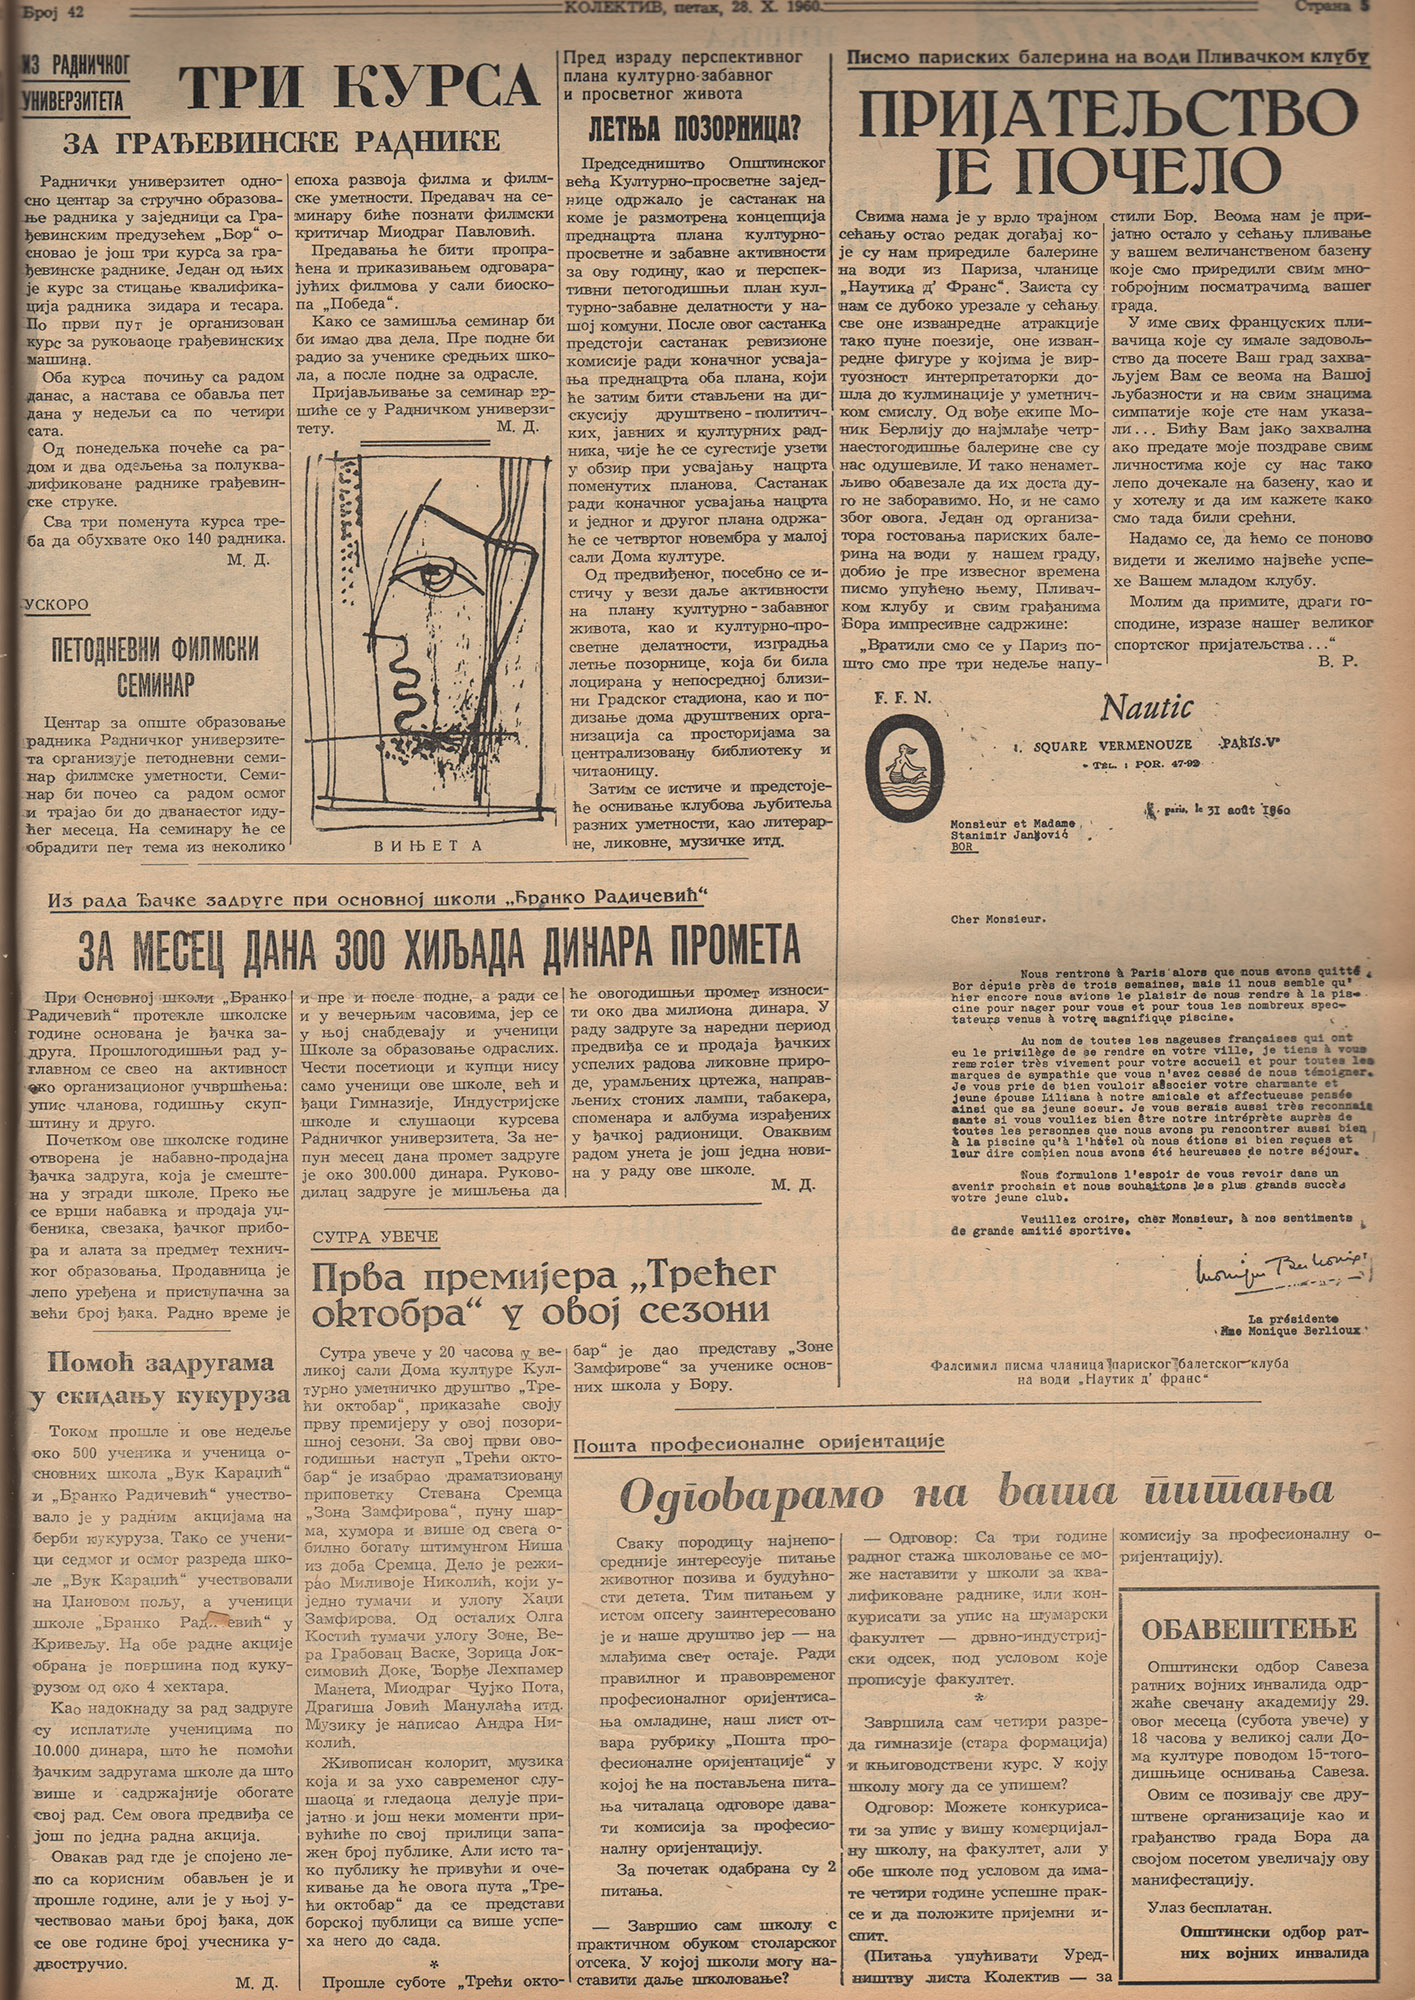 Број 42
КОЛЕКТИВ, петак, 28. X. 1960.
Страна 5
ИЗ РАДНИЧКОГ
УНИВЕРЗИТЕТА
ТРИ КУРСА
ЗА ГРАЂЕВИНСКЕ РАДНИКЕ
Раднички универзитет одно-
сно центар за стручно образова-
ње радника у заједници са Гра-
ђевинским предузећем „Бор“ о-
сновао је још три курса за гра-
ђевинске раднике. Један од њих
је курс за стицање квалифика-
ција радника зидара и тесара.
По први пут је организован
курс за руковаоце грађевинских
машина.
Оба курса почињу са радом
данас, а настава се обавља пет
дана у недељи са по четири
сата.
Од понедељка почеће са ра-
дом и два одељења за полуква-
лификоване раднике грађевин-
ске струке.
Сва три поменута курса тре-
ба да обухвате око 140 радника.
М. Д.
УСКОРО
ПЕТОДНЕВНИ ФИЛМСКИ
СЕМИНАР
Центар за опште образовање
радника Радничког универзите-
та организује петодневни семи-
нар филмске уметности. Семи-
нар би почео са радом осмог
и трајао би до дванаестог иду-
ћег месеца. На семинару ће се
обрадити пет тема из неколико
епоха развоја филма и филм-
ске уметности. Предавач на се-
минару биће познати филмски
критичар Миодраг Павловић.
Предавања ће бити пропра-
ћена и приказивањем одговара-
јућих филмова у сали биоско-
па „Победа“.
Како се замишља семинар би
би имао два дела. Пре подне би
радио за ученике средњих шко-
ла, а после подне за одрасле.
Пријављивање за семинар вр-
шиће се у Радничком универзи-
тету.
М. Д.
ВИЊЕТА
Пред израду перспективног
плана културно-забавног
и просветног живота
ЛЕТЊА ПОЗОРНИЦА?
Председништво Општинског
већа Културно-просветне зајед-
нице одржало је састанак на
коме је размотрена концепција
преднацрта плана културно-
просветне и забавне активности
за ову годину, као и перспек-
тивни петогодишњи план кул-
турно-забавне делатности у на-
шој комуни. После овог састанка
предстоји састанак ревизионе
комисије ради коначног усваја-
ња преднацрта оба плана, који
ће затим бити стављени на ди-
скусију друштвено-политич-
ких, јавних и културних рад-
ника, чије ће се сугестије узети
у обзир при усвајању нацрта
поменутих планова. Састанак
ради коначног усвајања нацрта
и једног и другог плана одржа-
ће се четвртог новембра у малој
сали Дома културе.
Од предвиђеног, посебно се и-
стичу у вези даље активности
на плану културно-забавног
живота, као и културно-про-
светне делатности, изградња
летње позорнице, која би била
лоцирана у непосредној близи-
ни Градског стадиона, као и по-
дизање дома друштвених орга-
низација са просторијама за
централизовану библиотеку и
читаоницу.
Затим се истиче и предстоје-
ће оснивање клубова љубитеља
разних уметности, као литерар-
не, ликовне, музичке итд.
Писмо париских балерина на води Пливачком клубу
ПРИЈАТЕЉСТВО
ЈЕ ПОЧЕЛО
Свима нама је у врло трајном
сећању остао редак догађај ко-
је су нам приредиле балерине
на води из Париза, чланице
„Наутика д’ Франс“. Заиста су
нам се дубоко урезале у сећању
све оне изванредне атракције
тако пуне поезије, оне изван-
редне фигуре у којима је вир-
туозност интерпретаторки до-
шла до кулминације у уметнич-
ком смислу. Од вође екипе Мо-
ник Берлију до најмлађе четр-
наестогодишње балерине све су
нас одушевиле. И тако ненамет-
љиво обавезале да их доста ду-
го не заборавимо. Но, и не само
због овога. Један од организа-
тора гостовања париских бале-
рина на води у нашем граду,
добио је пре извесног времена
писмо упућено њему, Пливач-
ком клубу и свим грађанима
Бора импресивне садржине:
„Вратили смо се у Париз по-
што смо пре три недеље напу-
стили Бор. Веома нам је при-
јатно остало у сећању пливање
у вашем величанственом базену
које смо приредили свим мно-
гобројним посматрачима вашег
града.
У име свих француских пли-
вачица које су имале задовољ-
ство да посете Ваш град захва-
љујем Вам се веома на Вашој
љубазности и на свим знацима
симпатије које сте нам указа-
ли... Бићу Вам јако захвална
ако предате моје поздраве свим
личностима које су нас тако
лепо дочекале на базену, као и
у хотелу и да им кажете како
смо тада били срећни.
Надамо се, да ћемо се поново
видети и желимо највеће успе-
хе Вашем младом клубу.
Молим да примите, драги го-
сподине, изразе нашег великог
спортског пријатељства...“
В. Р.
F. F. N.
Nautic
1. SQUARE VERMENOUZE PARIS-Vº
TÉL. : POR. 47-92
Paris, le 31 août 1960
Monsieur et Madame
Stanimir Janković
BOR
Cher Monsieur.
Nous rentrons à Paris alors que nous avons quitté
Bor depuis près de trois semaines, mais il nous semble qu'
hier encore nous avions le plaisir de nous rendre à la pis-
cine pour nager pour vous et pour tous les nombreux spec-
tateurs venus à votre magnifique piscine.
Au nom de toutes les nageuses françaises qui ont
eu le privilège de se rendre en votre ville, je tiens à vous
remercier très vivement pour votre accueil et pour toutes les
marques de sympathie que vous n'avez cessé de nous témoigner.
Je vous prie de bien vouloir associer votre charmante et
jeune épouse Liliana à notre amicale et affectueuse pensée
ainsi que sa jeune soeur. Je vous serais aussi très reconnais
sante si vous vouliez bien être notre intréprète auprès de
toutes les personnes que nous avons pu rencontrer aussi bien
à la piscine qu'à l'hôtel où nous étions si bien reçues et
leur dire combien nous avons été heureuses de notre séjour.
Nous formulons l'espoir de vous revoir dans un
avenir prochain et nous souhaitons les plus grands succès
votre jeune club.
Veuillez croire, cher Monsieur, à nos sentiments
de grande amitié sportive.
La présidente
Mme Monique Berlioux
Фалсимил писма чланица париског балетског клуба
на води „Наутик д’ франс“
Из рада Ђачке задруге при основној школи „Бранко Радичевић“
ЗА МЕСЕЦ ДАНА 300 ХИЉАДА ДИНАРА ПРОМЕТА
При Основној школи „Бранко
Радичевић“ протекле школске
године основана је ђачка за-
друга. Прошлогодишњи рад у-
главном се свео на активност
око организационог учвршћења:
упис чланова, годишњу скуп-
штину и друго.
Почетком ове школске године
отворена је набавно-продајна
ђачка задруга, која је смеште-
на у згради школе. Преко ње
се врши набавка и продаја уџ-
беника, свезака, ђачког прибо-
ра и алата за предмет технич-
ког образовања. Продавница је
лепо уређена и приступачна за
већи број ђака. Радно време је
и пре и после подне, а ради се
и у вечерњим часовима, јер се
у њој снабдевају и ученици
Школе за образовање одраслих.
Чести посетиоци и купци нису
само ученици ове школе, већ и
ђаци Гимназије, Индустријске
школе и слушаоци курсева
Радничког универзитета. За не-
пун месец дана промет задруге
је око 300.000 динара. Руково-
дилац задруге је мишљења да
ће овогодишњи промет износи-
ти око два милиона динара. У
раду задруге за наредни период
предвиђа се и продаја ђачких
успелих радова ликовне приро-
де, урамљених цртежа, направ-
љених стоних лампи, табакера,
споменара и албума израђених
у ђачкој радионици. Оваквим
радом унета је још једна нови-
на у раду ове школе.
М. Д.
Помоћ задругама
у скидању кукуруза
Током прошле и ове недеље
око 500 ученика и ученица о-
сновних школа „Вук Караџић“
и „Бранко Радичевић“ учество-
вало је у радним акцијама на
берби кукуруза. Тако се учени-
ци седмог и осмог разреда шко-
ле „Вук Караџић“ учествовали
на Џановом пољу, а ученици
школе „Бранко Рад евић“ у
Кривељу. На обе радне акције
обрана је површина под куку-
рузом од око 4 хектара.
Као надокнаду за рад задруге
су исплатиле ученицима по
10.000 динара, што ће помоћи
ђачким задругама школе да што
више и садржајније обогате
свој рад. Сем овога предвиђа се
још по једна радна акција.
Овакав рад где је спојено ле-
по са корисним обављен је и
прошле године, али је у њој у-
чествовао мањи број ђака, док
се ове године број учесника у-
двостручио.
М. Д.
СУТРА УВЕЧЕ
Прва премијера „Трећег
октобра“ у овој сезони
Сутра увече у 20 часова у ве-
ликој сали Дома културе Кул-
турно уметничко друштво „Тре-
ћи октобар“, приказаће своју
прву премијеру у овој позори-
шној сезони. За свој први ово-
годишњи наступ „Трећи окто-
бар“ је изабрао драматзиовану
приповетку Стевана Сремца
„Зона Замфирова“, пуну шар-
ма, хумора и више од свега о-
билно богату штимунгом Ниша
из доба Сремца. Дело је режи-
рао Миливоје Николић, који у-
једно тумачи и улогу Хаџи
Замфирова. Од осталих Олга
Костић тумачи улогу Зоне, Ве-
ра Грабовац Васке, Зорица Јок-
симовић Доке, Ђорђе Лехпамер
Манета, Миодраг Чујко Пота,
Драгиша Јовић Манулаћа итд.
Музику је написао Андра Ни-
колић.
Живописан колорит, музика
која и за ухо савременог слу-
шаоца и гледаоца делује при-
јатно и још неки моменти при-
вућиће по свој прилици запа-
жен број публике. Али исто та-
ко публику ће привући и оче-
кивање да ће овога пута „Тре-
ћи октобар“ да се представи
борској публици са више успе-
ха него до сада.
*
Прошле суботе „Трећи окто-
бар“ је дао представу „Зоне
Замфирове“ за ученике основ-
них школа у Бору.
Пошта професионалне оријентације
Одговарамо на ваша питања
Сваку породицу најнепо-
средније интересује питање
животног позива и будућно-
сти детета. Тим питањем у
истом опсегу заинтересовано
је и наше друштво јер — на
млађима свет остаје. Ради
правилног и правовременог
професионалног оријентиса-
ња омладине, наш лист от-
вара рубрику „Пошта про-
фесионалне оријентације“ у
којој ће на постављена пита-
ња читалаца одговоре дава-
ти комисија за професио-
налну оријентацију.
За почетак одабрана су 2
питања.
— Завршио сам школу с
практичном обуком столарског
отсека. У којој школи могу на-
ставити даље школовање?
— Одговор: Са три године
радног стажа школовање се мо-
же наставити у школи за ква-
лификоване раднике, или кон-
курисати за упис на шумарски
факултет — дрвно-индустриј-
ски одсек, под условом које
прописује факултет.
*
Завршила сам четири разре-
да гимназије (стара формација)
и књиговодствени курс. У коју
школу могу да се упишем?
Одговор: Можете конкуриса-
ти за упис у вишу комерцијал-
ну школу, на факултет, али у
обе школе под условом да има-
те четири године успешне прак-
се и да положите пријемни и-
спит.
(Питања упућивати Уред-
ништву листа Колектив — за
комисију за професионалну о-
ријентацију).
ОБАВЕШТЕЊЕ
Општински одбор Савеза
ратних војних инвалида одр-
жаће свечану академију 29.
овог месеца (субота увече) у
18 часова у великој сали До-
ма културе поводом 15-того-
дишњице оснивања Савеза.
Овим се позивају све дру-
штвене организације као и
грађанство града Бора да
својом посетом увеличају ову
манифестацију.
Улаз бесплатан.
Општински одбор рат-
них војних инвалида